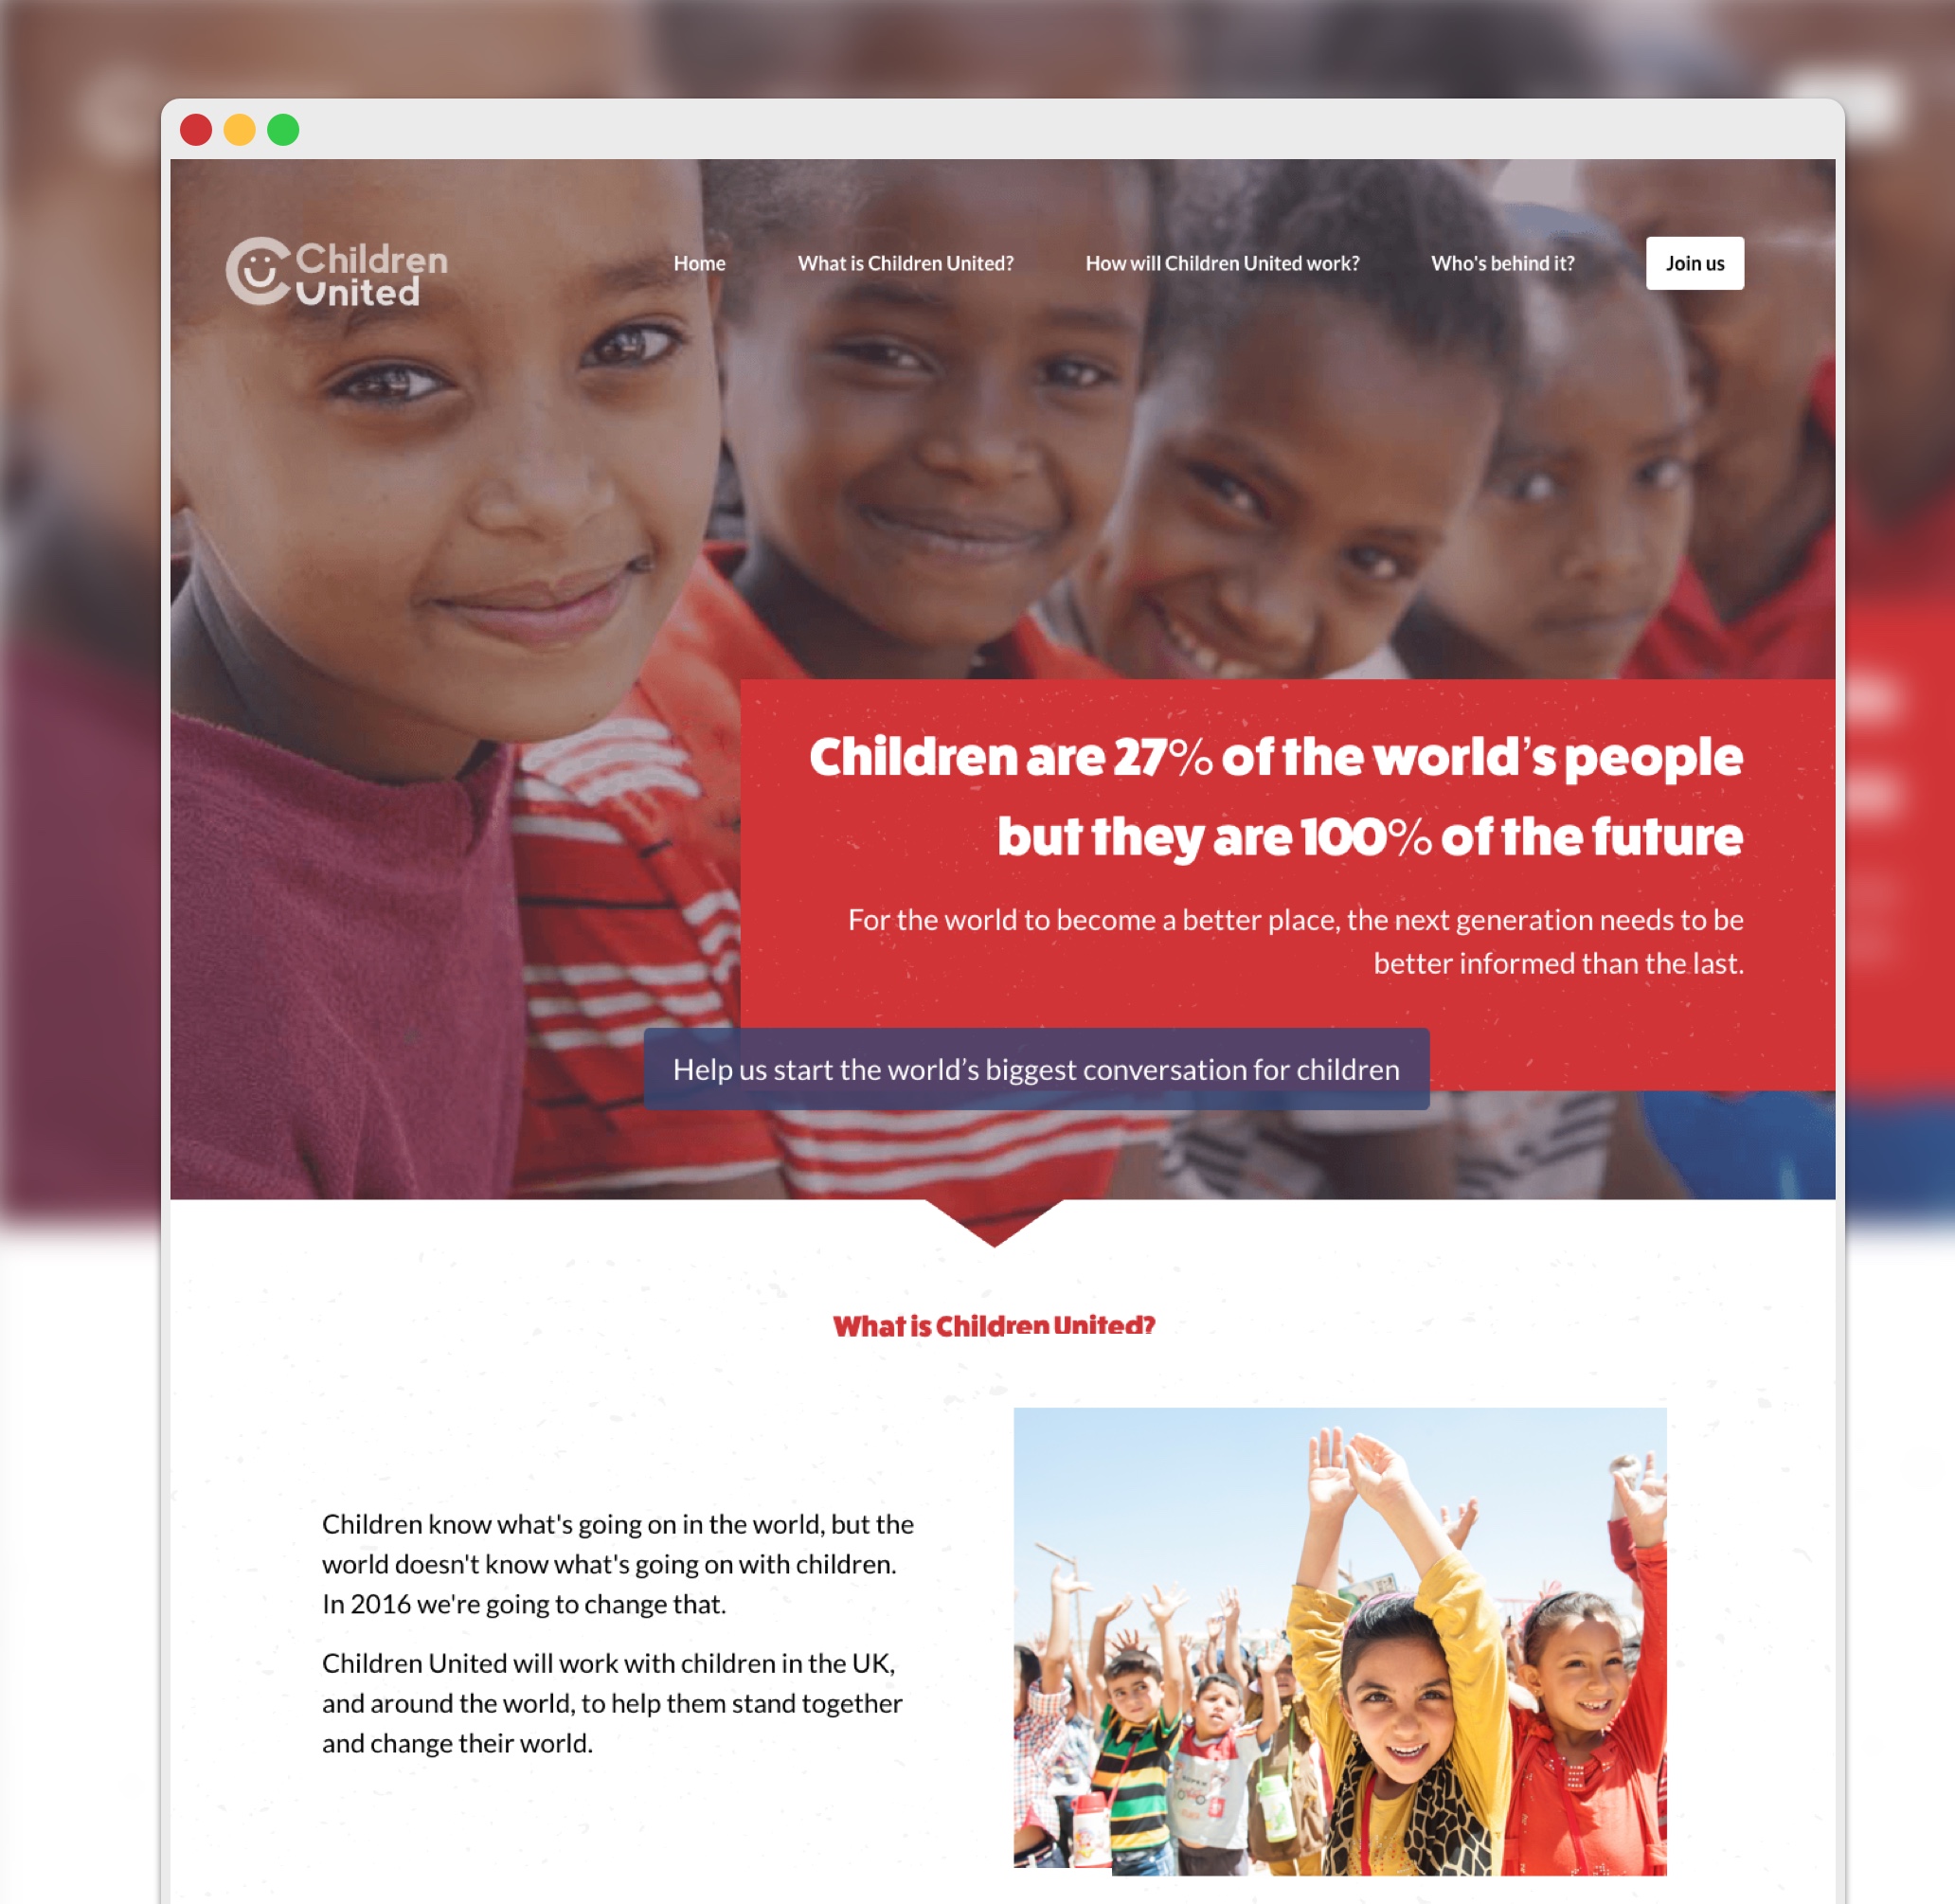 Children
United
Home
What is Children United?
How will Children United work?
Who's behind it?
Join us
Children are 27% of the world's people
but they are 100% of the future
For the world to become a better place, the next generation needs to be
better informed than the last.
Help us start the world's biggest conversation for children
What is Children United?
Children know what's going on in the world, but the
world doesn't know what's going on with children.
In 2016 we're going to change that.
Children United will work with children in the UK,
and around the world, to help them stand together
and change their world.